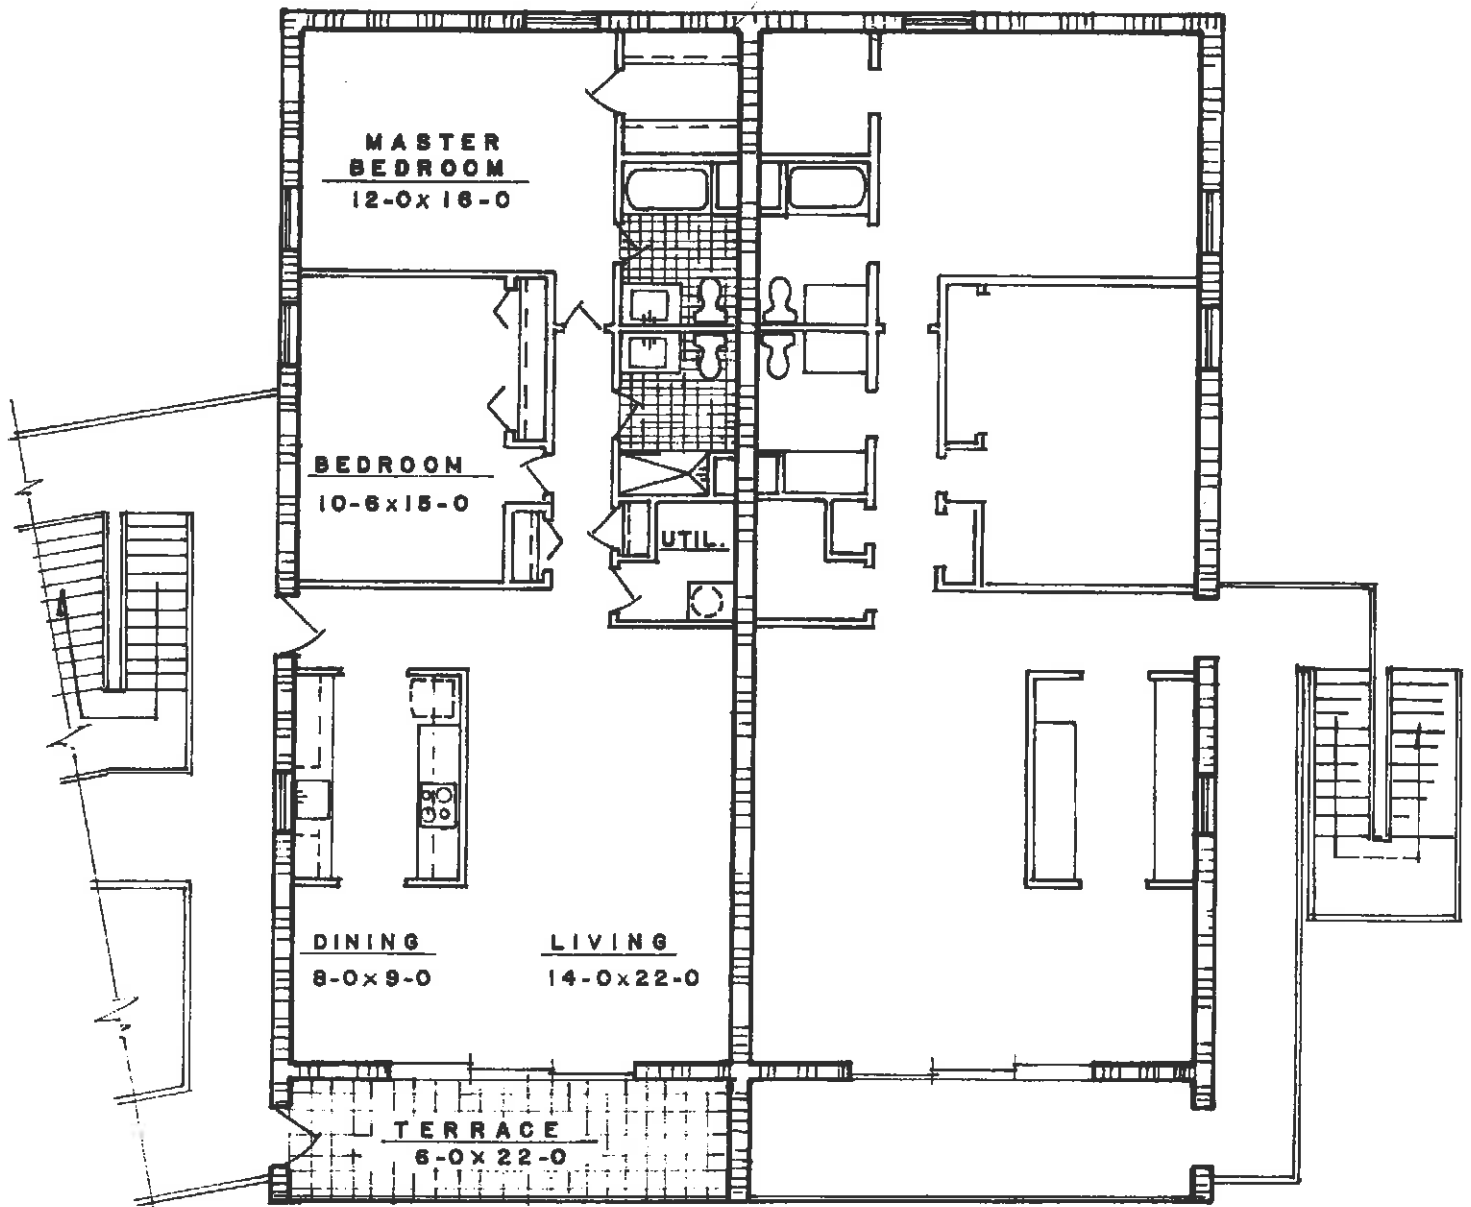 MASTER
BEDROOM
12-0x16-0
BEDROOM
10-6x15-0
UTIL.
DINING
8-0x9-0
LIVING
14-0x22-0
TERRACE
6-0x22-0